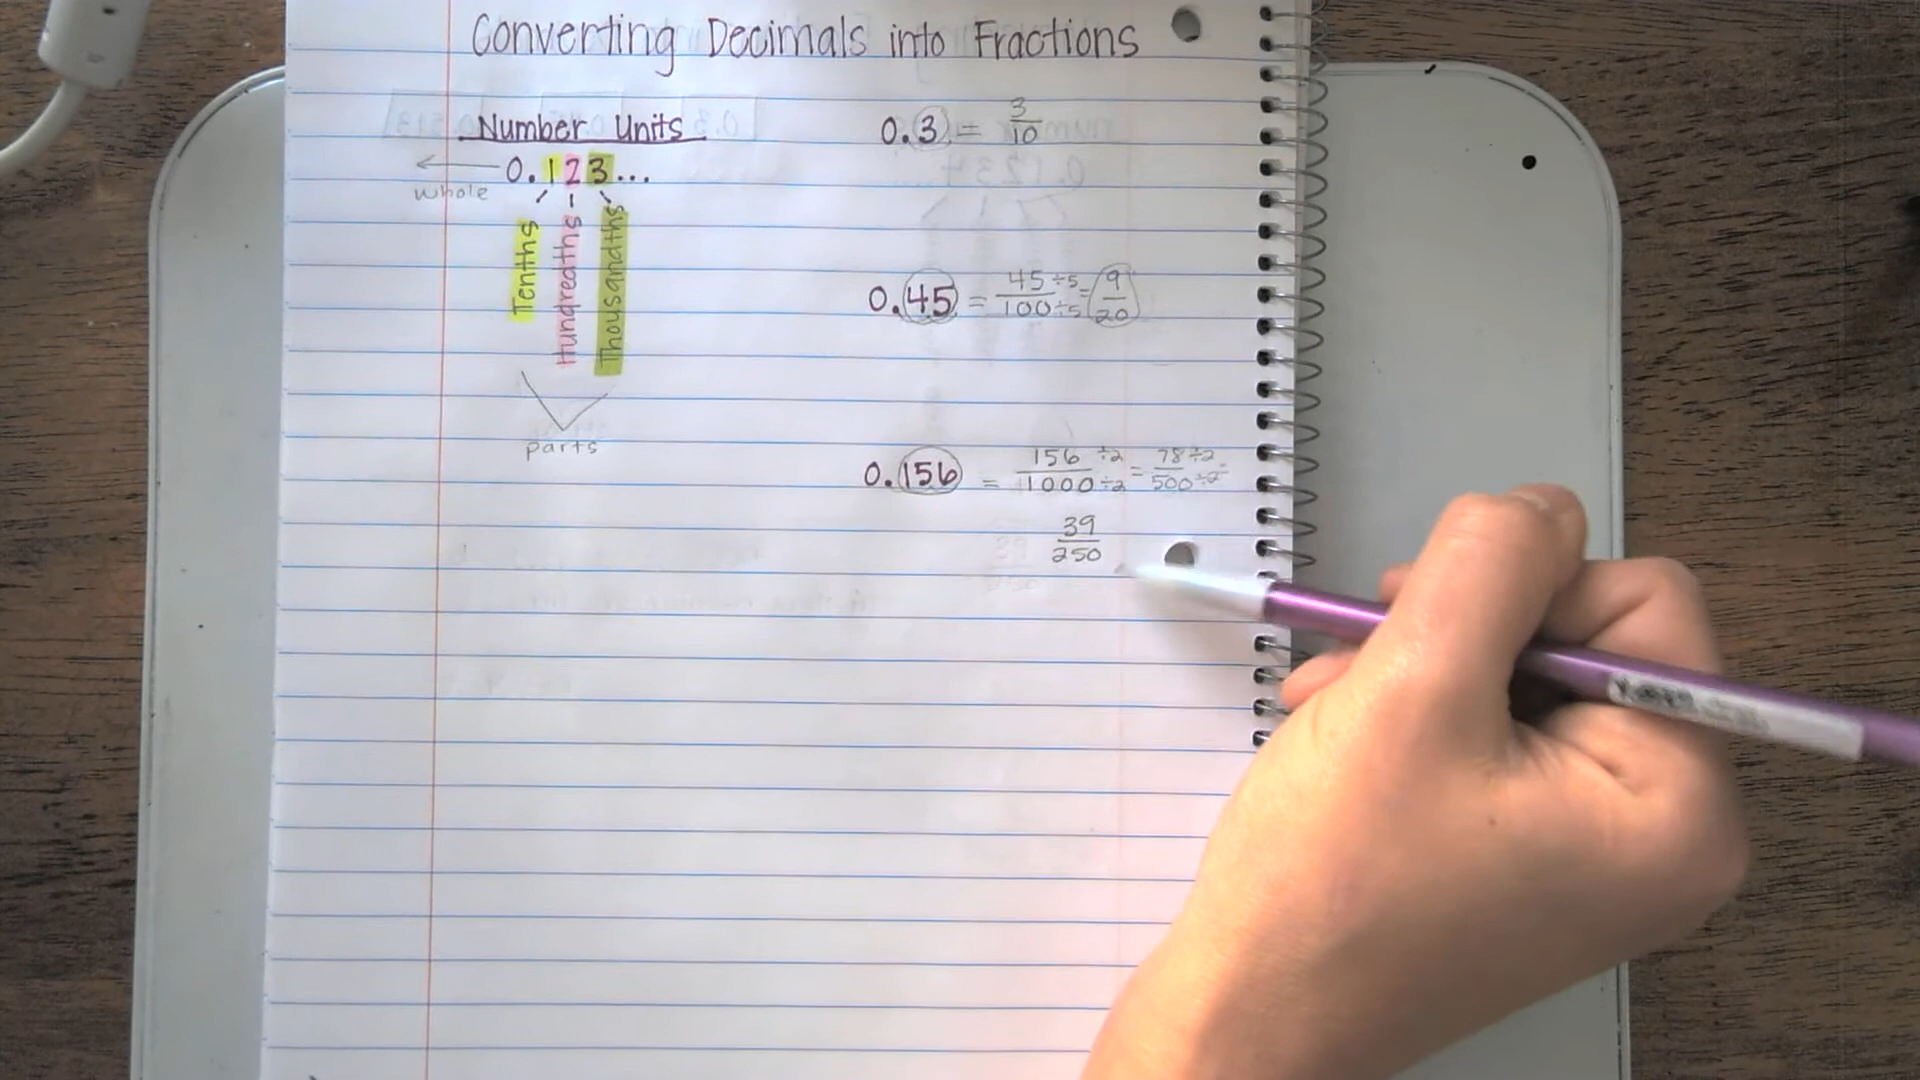 Converting Decimals into Fractions
Number Units
0.123...
whole
Tenths
Hundredths
Thousandths
parts
0.3 = 3/10
0.45 = 45÷5/100÷5 = 9/20
0.156 = 156÷2/1000÷2 = 78÷2/500÷2 =
39/250